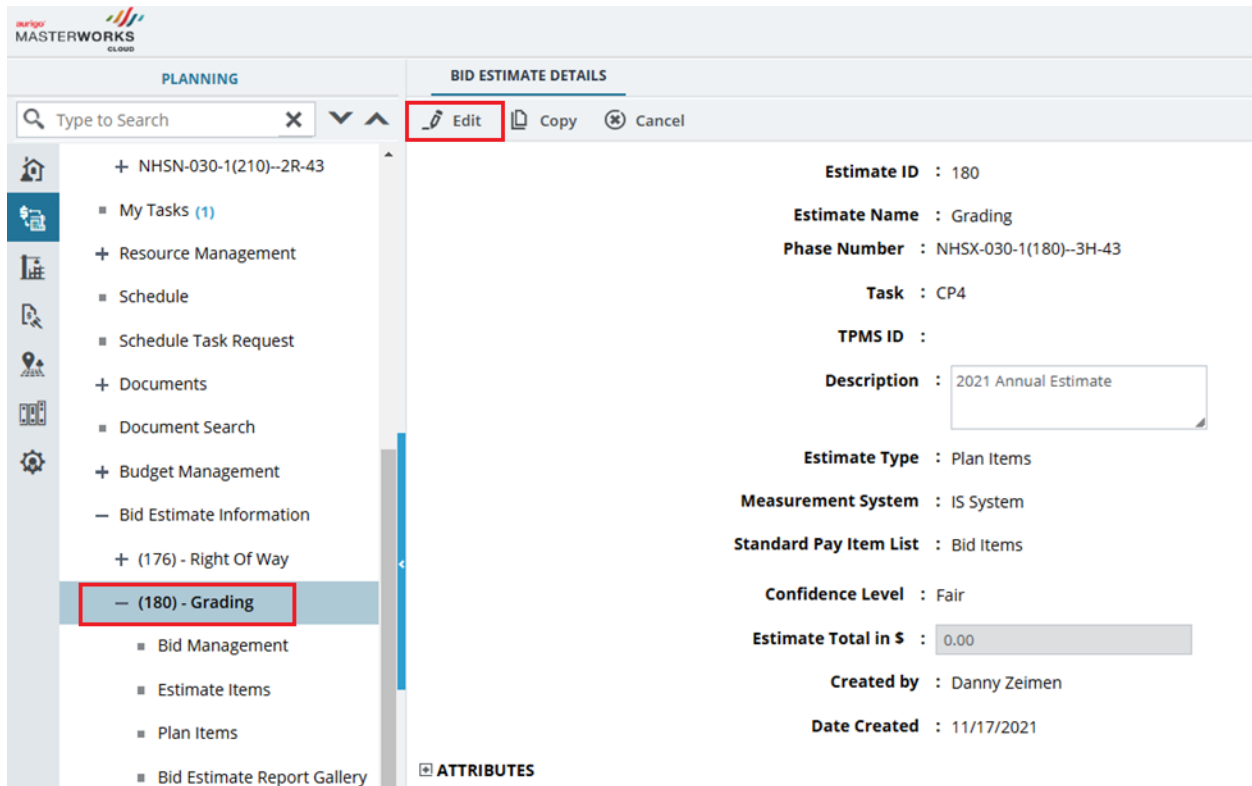 aurigo
MASTERWORKS
CLOUD
PLANNING
Type to Search
NHSN-030-1(210)--2R-43
My Tasks (1)
Resource Management
Schedule
Schedule Task Request
Documents
Document Search
Budget Management
Bid Estimate Information
(176) - Right Of Way
(180) - Grading
Bid Management
Estimate Items
Plan Items
Bid Estimate Report Gallery
BID ESTIMATE DETAILS
Edit Copy Cancel
Estimate ID : 180
Estimate Name : Grading
Phase Number : NHSX-030-1(180)--3H-43
Task : CP4
TPMS ID :
Description : 2021 Annual Estimate
Estimate Type : Plan Items
Measurement System : IS System
Standard Pay Item List : Bid Items
Confidence Level : Fair
Estimate Total in $ : 0.00
Created by : Danny Zeimen
Date Created : 11/17/2021
ATTRIBUTES